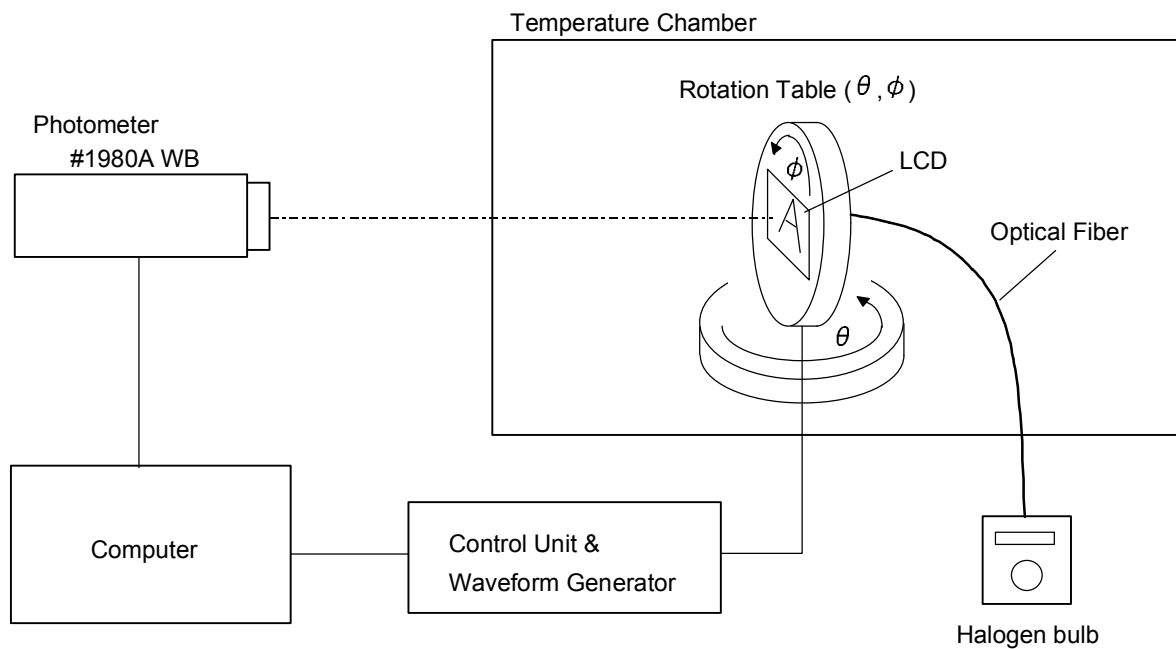 Temperature Chamber
Rotation Table ( θ , ϕ )
Photometer
#1980A WB
LCD
ϕ
A
Optical Fiber
θ
Computer
Control Unit &
Waveform Generator
Halogen bulb